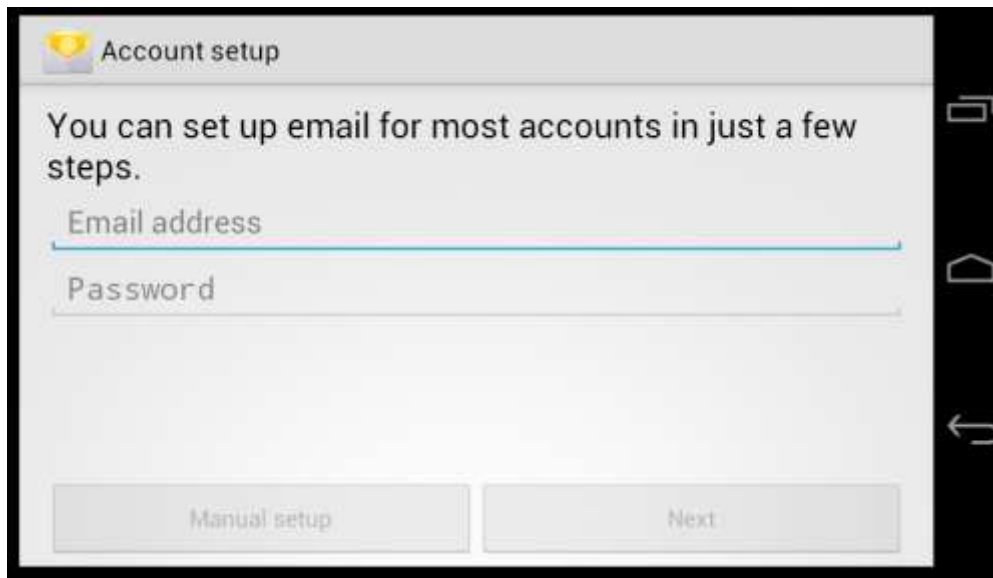 Account setup
You can set up email for most accounts in just a few
steps.
Email address
Password
Manual setup
Next